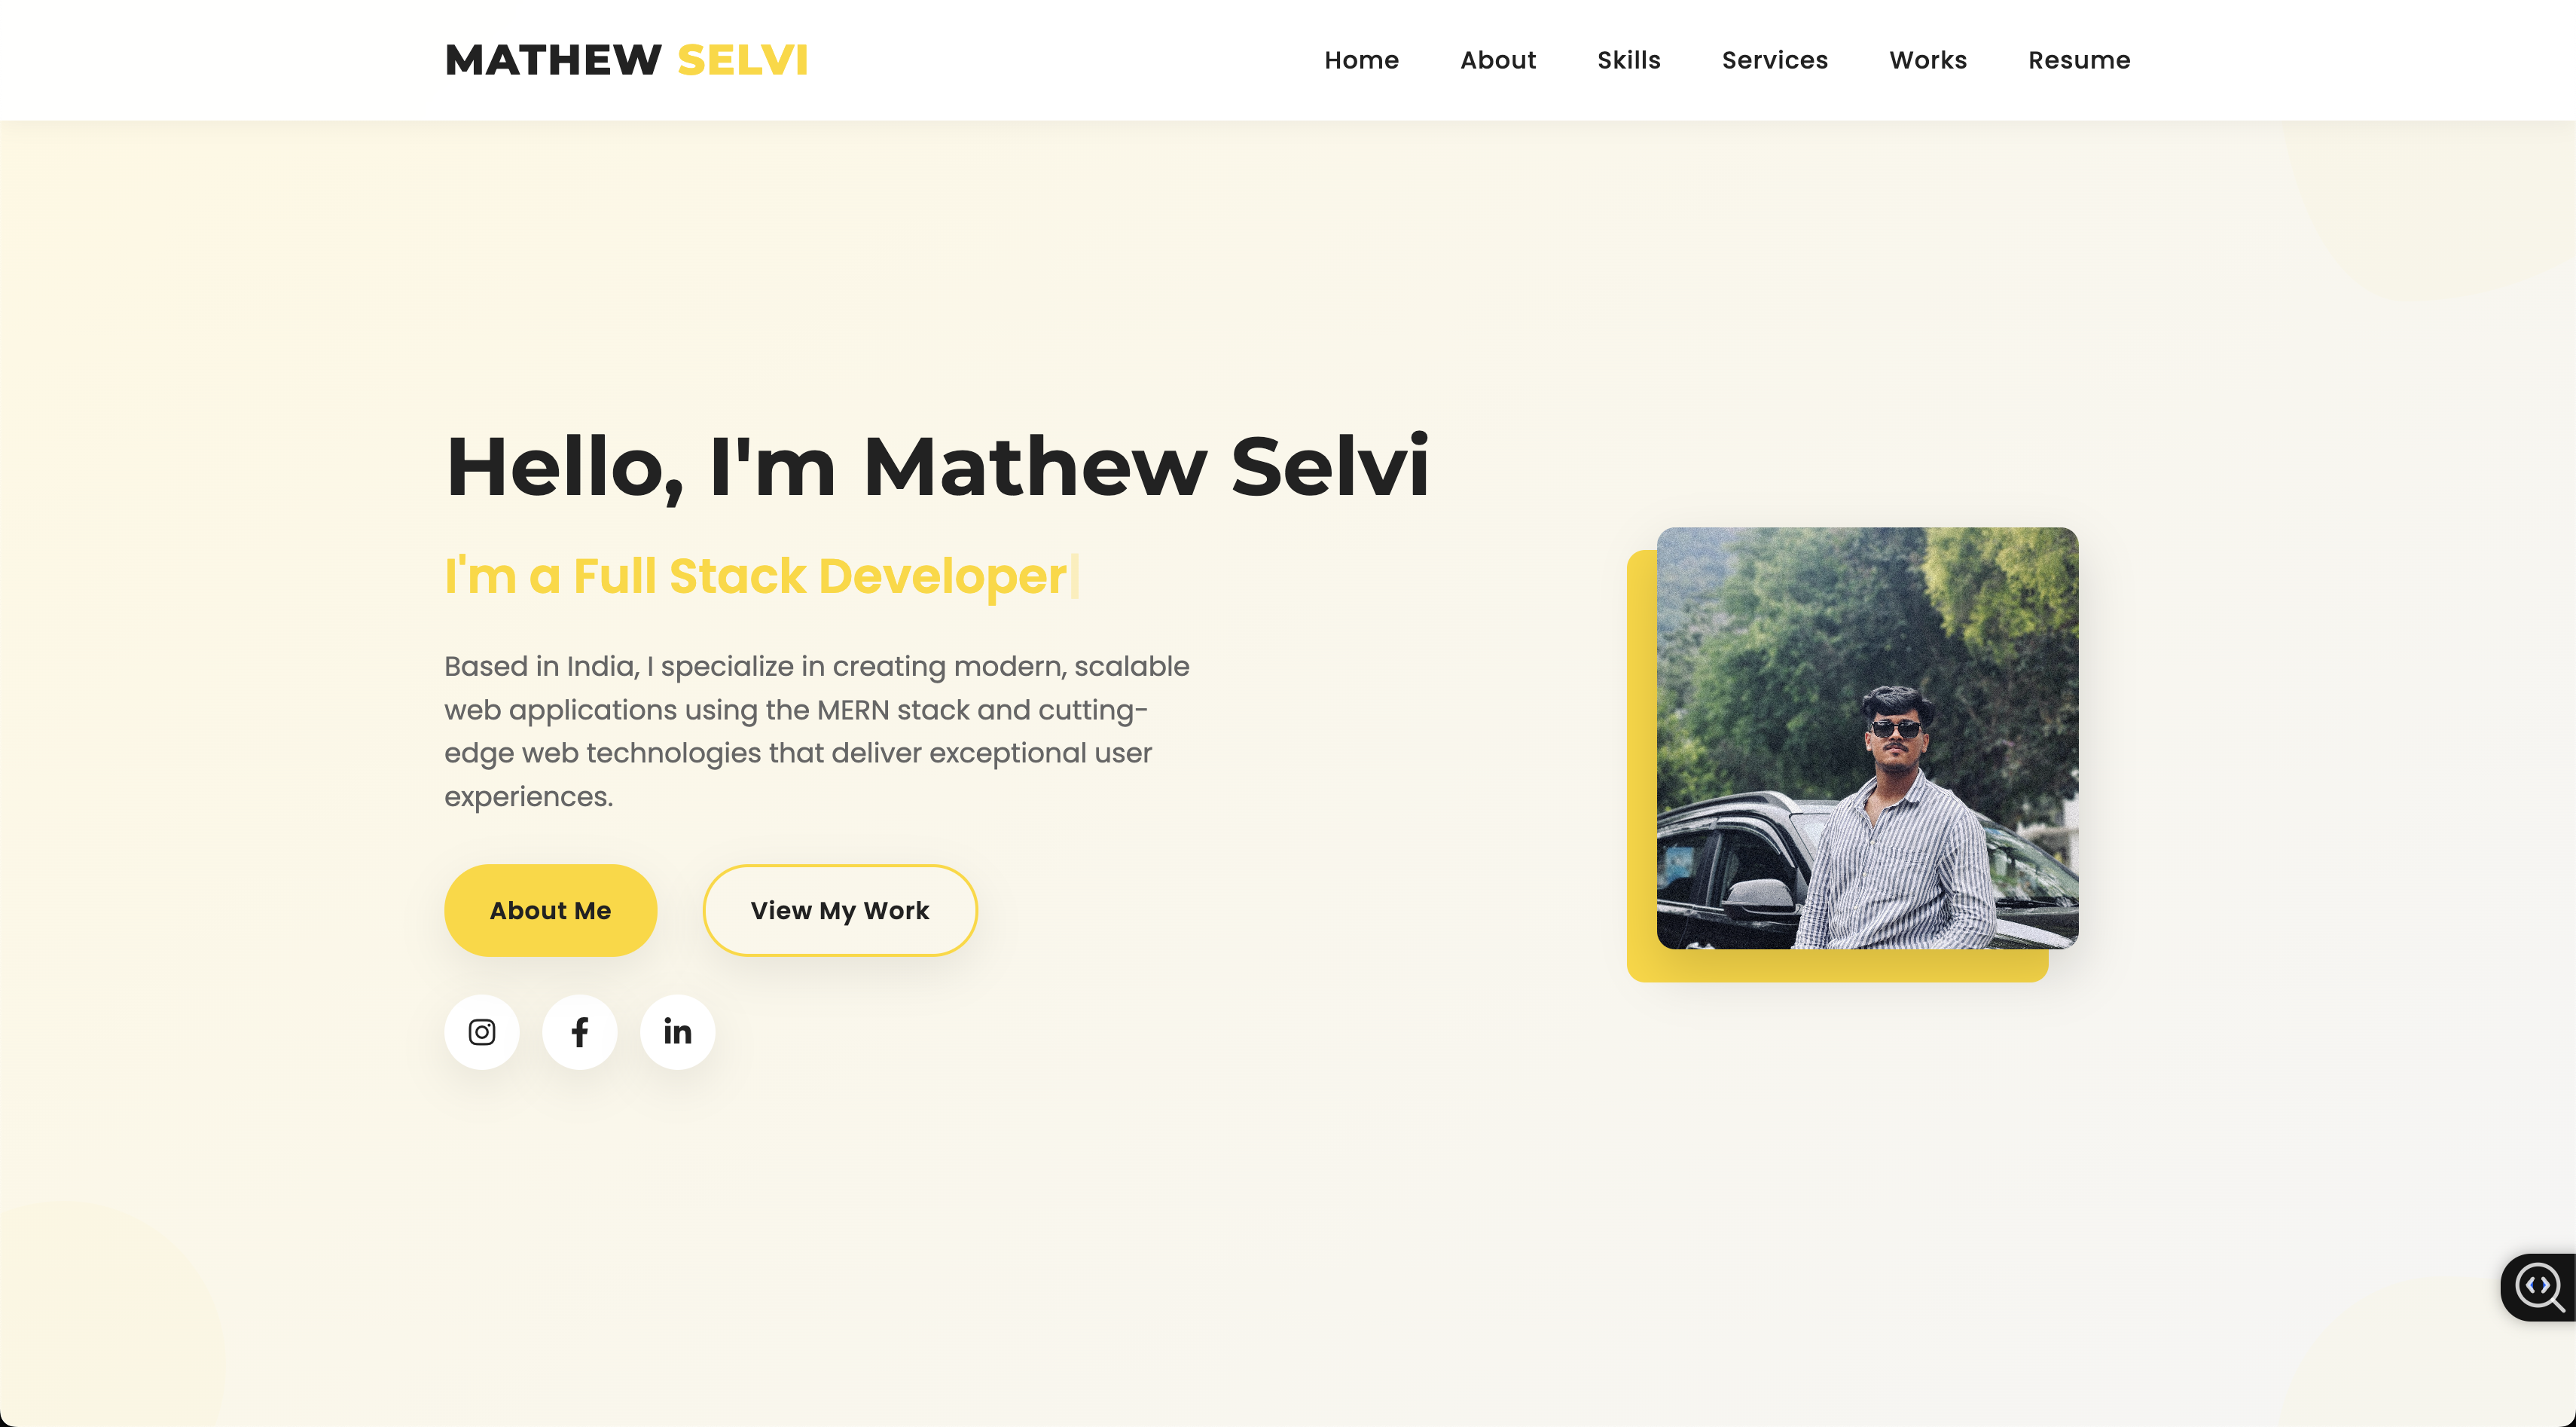 MATHEW SELVI
Home About Skills Services Works Resume
Hello, I'm Mathew Selvi
I'm a Full Stack Developer
Based in India, I specialize in creating modern, scalable
web applications using the MERN stack and cutting-
edge web technologies that deliver exceptional user
experiences.
About Me
View My Work